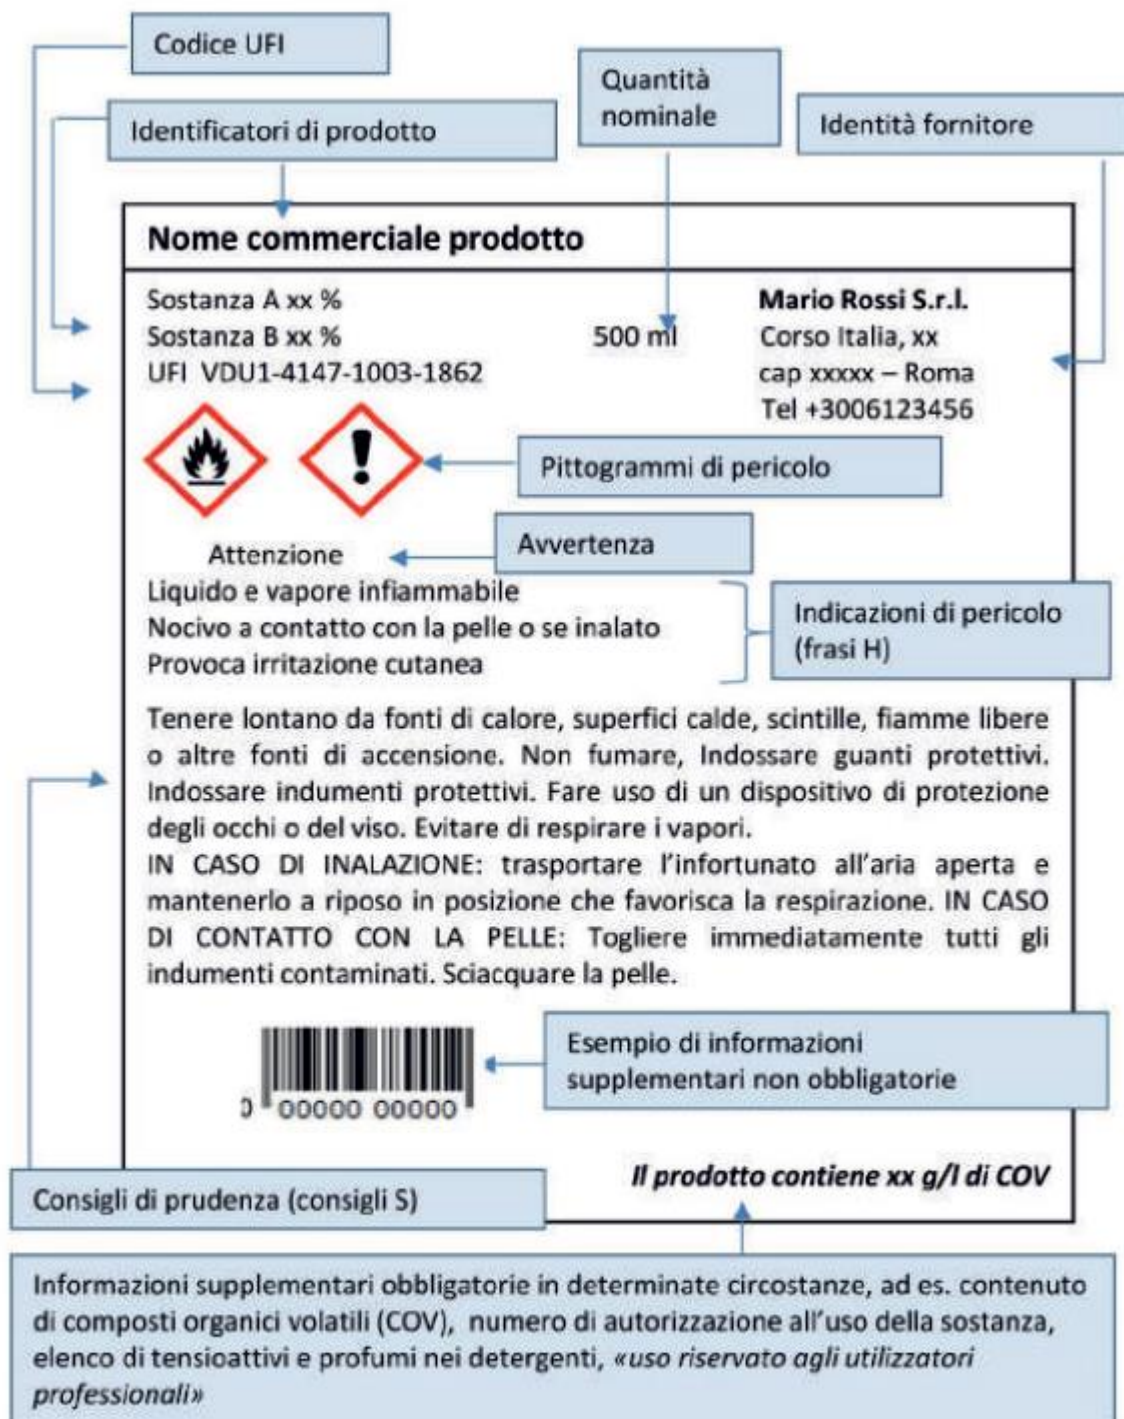 Codice UFI
Quantità
nominale
Identificatori di prodotto
Identità fornitore
Nome commerciale prodotto
Sostanza A xx %
Sostanza B xx %
UFI VDU1-4147-1003-1862
500 ml
Mario Rossi S.r.l.
Corso Italia, xx
cap xxxxx – Roma
Tel +3006123456
Pittogrammi di pericolo
Attenzione
Avvertenza
Liquido e vapore infiammabile
Nocivo a contatto con la pelle o se inalato
Provoca irritazione cutanea
Indicazioni di pericolo
(frasi H)
Tenere lontano da fonti di calore, superfici calde, scintille, fiamme libere
o altre fonti di accensione. Non fumare, Indossare guanti protettivi.
Indossare indumenti protettivi. Fare uso di un dispositivo di protezione
degli occhi o del viso. Evitare di respirare i vapori.
IN CASO DI INALAZIONE: trasportare l'infortunato all'aria aperta e
mantenerlo a riposo in posizione che favorisca la respirazione. IN CASO
DI CONTATTO CON LA PELLE: Togliere immediatamente tutti gli
indumenti contaminati. Sciacquare la pelle.
Esempio di informazioni
supplementari non obbligatorie
0 00000 00000
Il prodotto contiene xx g/l di COV
Consigli di prudenza (consigli S)
Informazioni supplementari obbligatorie in determinate circostanze, ad es. contenuto
di composti organici volatili (COV), numero di autorizzazione all'uso della sostanza,
elenco di tensioattivi e profumi nei detergenti, «uso riservato agli utilizzatori
professionali»